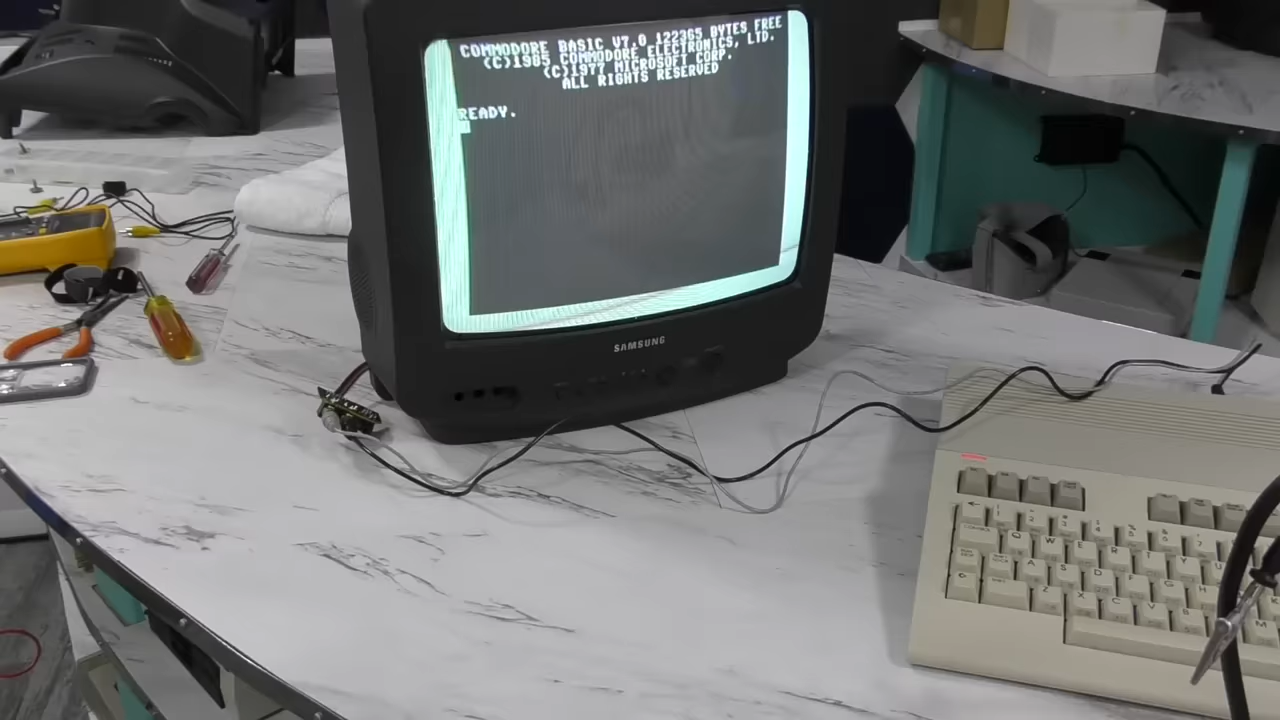 COMMODORE BASIC V7.0 122365 BYTES FREE
(C)1985 COMMODORE ELECTRONICS, LTD.
(C)1977 MICROSOFT CORP.
ALL RIGHTS RESERVED
READY.
SAMSUNG
Q W E R T Y U
A S D F G H
Z X C V B M